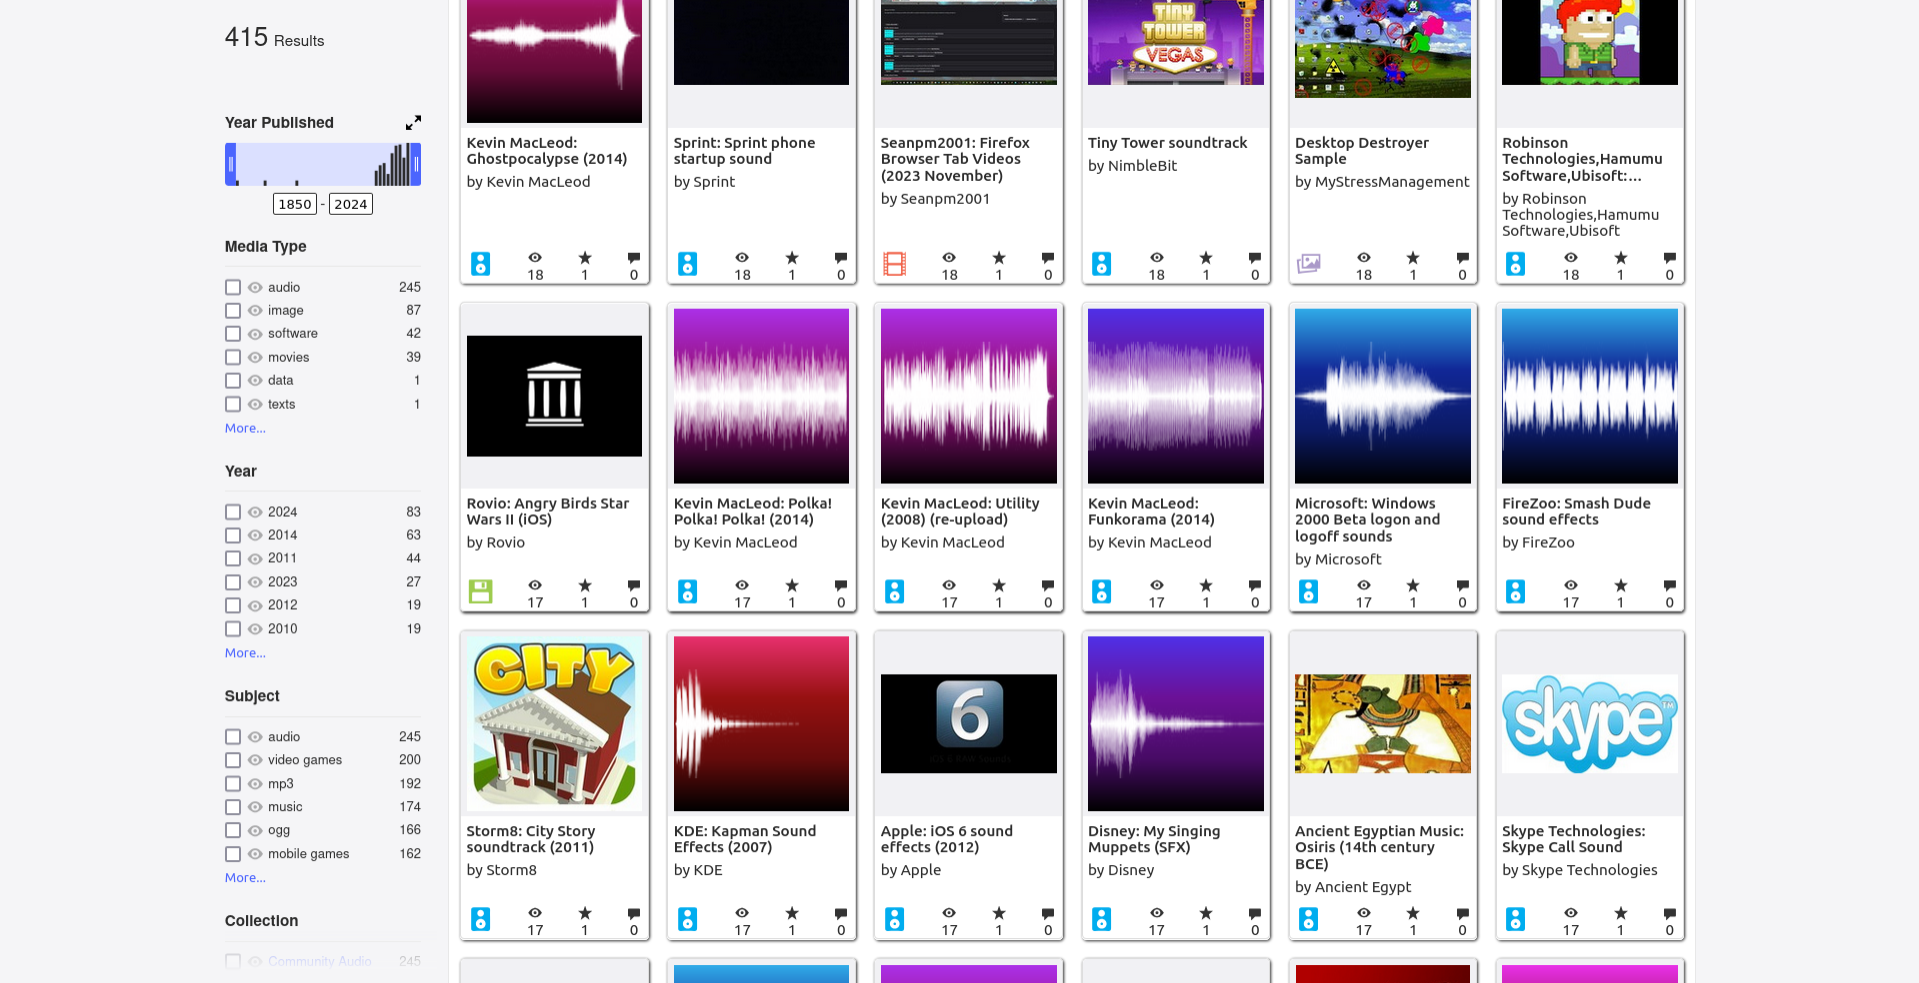 415 Results
Year Published
1850 - 2024
Media Type
audio 245
image 87
software 42
movies 39
data 1
texts 1
More...
Year
2024 83
2014 63
2011 44
2023 27
2012 19
2010 19
More...
Subject
audio 245
video games 200
mp3 192
music 174
ogg 166
mobile games 162
More...
Collection
Community Audio 245
Kevin MacLeod:
Ghostpocalypse (2014)
by Kevin MacLeod
18 1 0
Sprint: Sprint phone
startup sound
by Sprint
18 1 0
Seanpm2001: Firefox
Browser Tab Videos
(2023 November)
by Seanpm2001
18 1 0
TINY
TOWER
VEGAS
Tiny Tower soundtrack
by NimbleBit
18 1 0
Desktop Destroyer
Sample
by MyStressManagement
18 1 0
Robinson
Technologies,Hamumu
Software,Ubisoft:...
by Robinson
Technologies,Hamumu
Software,Ubisoft
18 1 0
Rovio: Angry Birds Star
Wars II (iOS)
by Rovio
17 1 0
Kevin MacLeod: Polka!
Polka! Polka! (2014)
by Kevin MacLeod
17 1 0
Kevin MacLeod: Utility
(2008) (re-upload)
by Kevin MacLeod
17 1 0
Kevin MacLeod:
Funkorama (2014)
by Kevin MacLeod
17 1 0
Microsoft: Windows
2000 Beta logon and
logoff sounds
by Microsoft
17 1 0
FireZoo: Smash Dude
sound effects
by FireZoo
17 1 0
CITY
Storm8: City Story
soundtrack (2011)
by Storm8
17 1 0
KDE: Kapman Sound
Effects (2007)
by KDE
17 1 0
6
Apple: iOS 6 sound
effects (2012)
by Apple
17 1 0
Disney: My Singing
Muppets (SFX)
by Disney
17 1 0
Ancient Egyptian Music:
Osiris (14th century
BCE)
by Ancient Egypt
17 1 0
skype™
Skype Technologies:
Skype Call Sound
by Skype Technologies
17 1 0